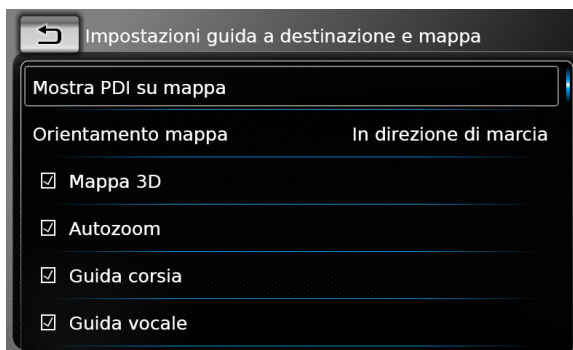 Impostazioni guida a destinazione e mappa
Mostra PDI su mappa
Orientamento mappa In direzione di marcia
Mappa 3D
Autozoom
Guida corsia
Guida vocale